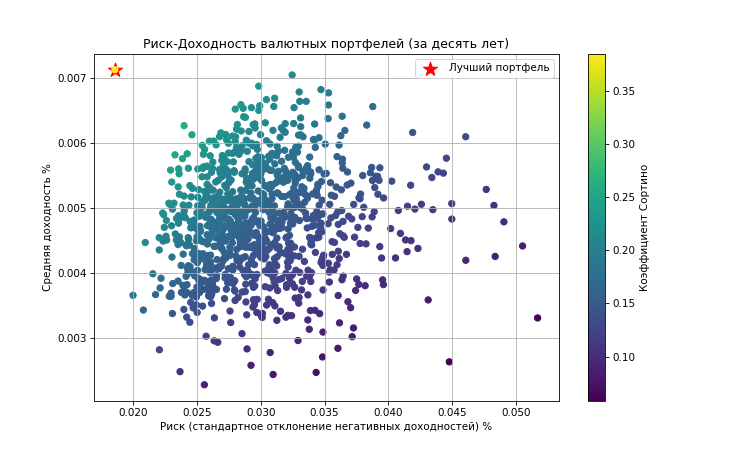 Риск-Доходность валютных портфелей (за десять лет)
Лучший портфель
0.007
0.006
0.005
0.004
0.003
Средняя доходность %
0.020 0.025 0.030 0.035 0.040 0.045 0.050
Риск (стандартное отклонение негативных доходностей) %
0.35
0.30
0.25
0.20
0.15
0.10
Коэффициент Сортино